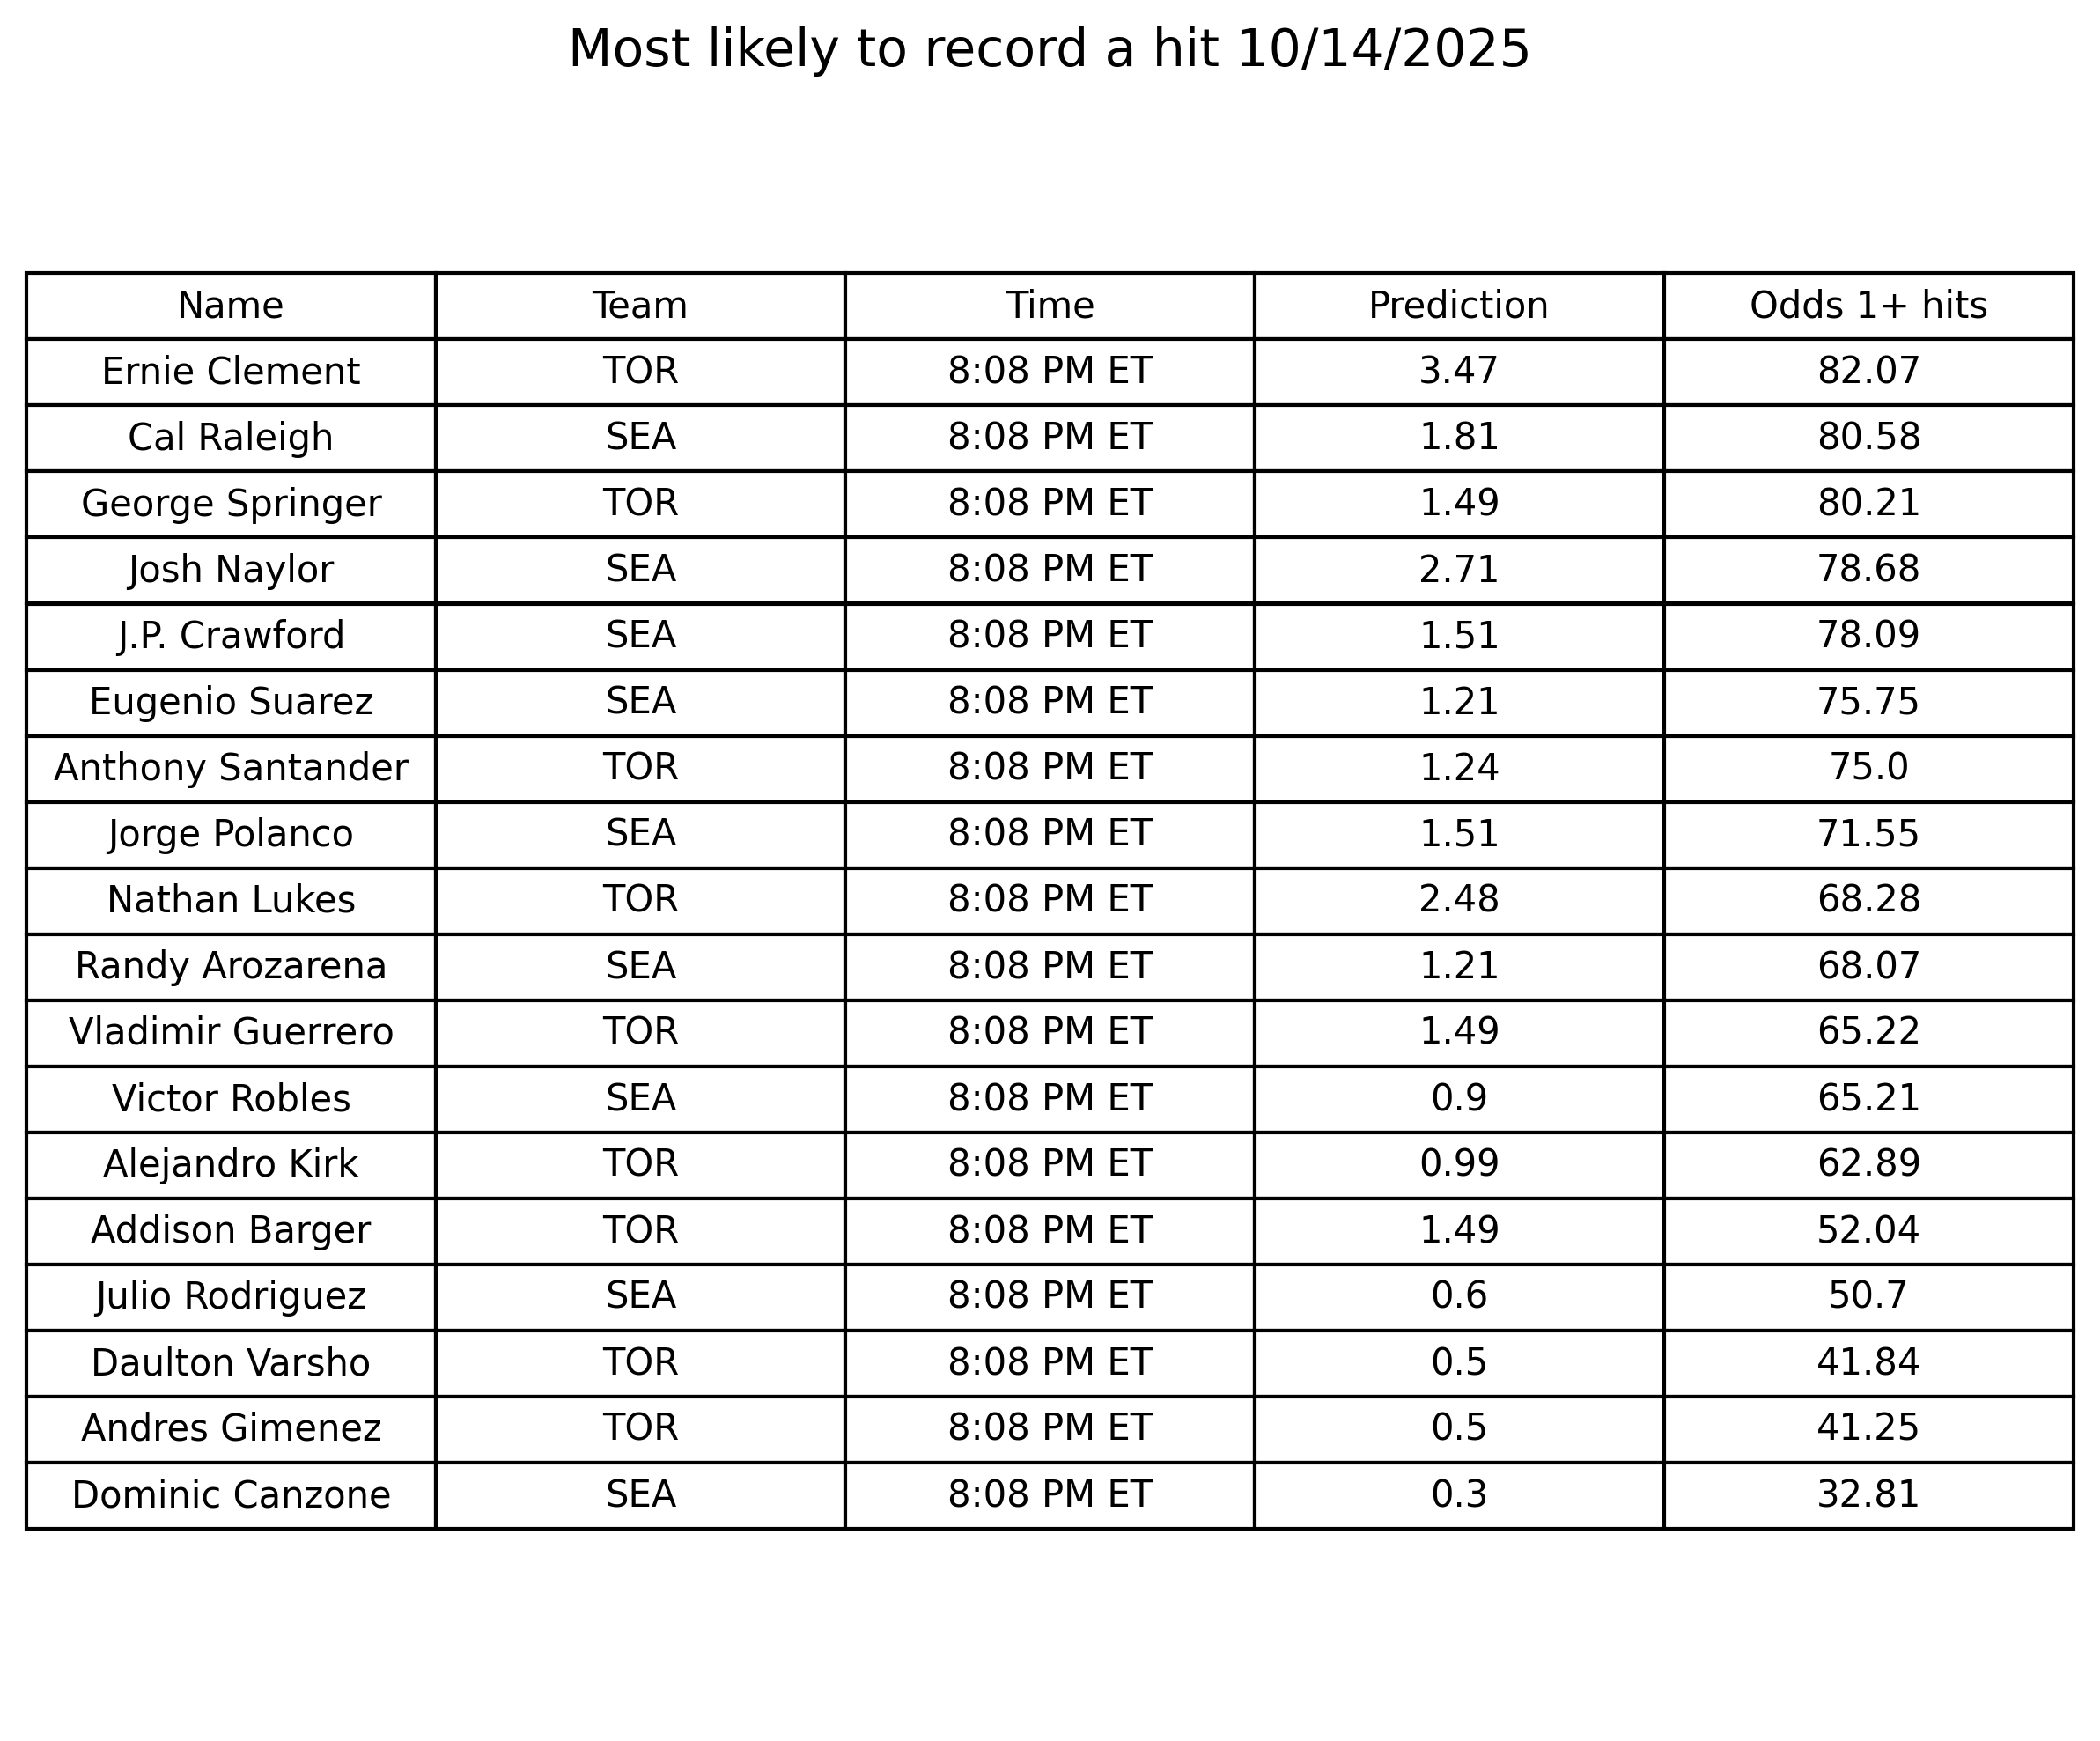 Most likely to record a hit 10/14/2025
Name Team Time Prediction Odds 1+ hits
Ernie Clement TOR 8:08 PM ET 3.47 82.07
Cal Raleigh SEA 8:08 PM ET 1.81 80.58
George Springer TOR 8:08 PM ET 1.49 80.21
Josh Naylor SEA 8:08 PM ET 2.71 78.68
J.P. Crawford SEA 8:08 PM ET 1.51 78.09
Eugenio Suarez SEA 8:08 PM ET 1.21 75.75
Anthony Santander TOR 8:08 PM ET 1.24 75.0
Jorge Polanco SEA 8:08 PM ET 1.51 71.55
Nathan Lukes TOR 8:08 PM ET 2.48 68.28
Randy Arozarena SEA 8:08 PM ET 1.21 68.07
Vladimir Guerrero TOR 8:08 PM ET 1.49 65.22
Victor Robles SEA 8:08 PM ET 0.9 65.21
Alejandro Kirk TOR 8:08 PM ET 0.99 62.89
Addison Barger TOR 8:08 PM ET 1.49 52.04
Julio Rodriguez SEA 8:08 PM ET 0.6 50.7
Daulton Varsho TOR 8:08 PM ET 0.5 41.84
Andres Gimenez TOR 8:08 PM ET 0.5 41.25
Dominic Canzone SEA 8:08 PM ET 0.3 32.81